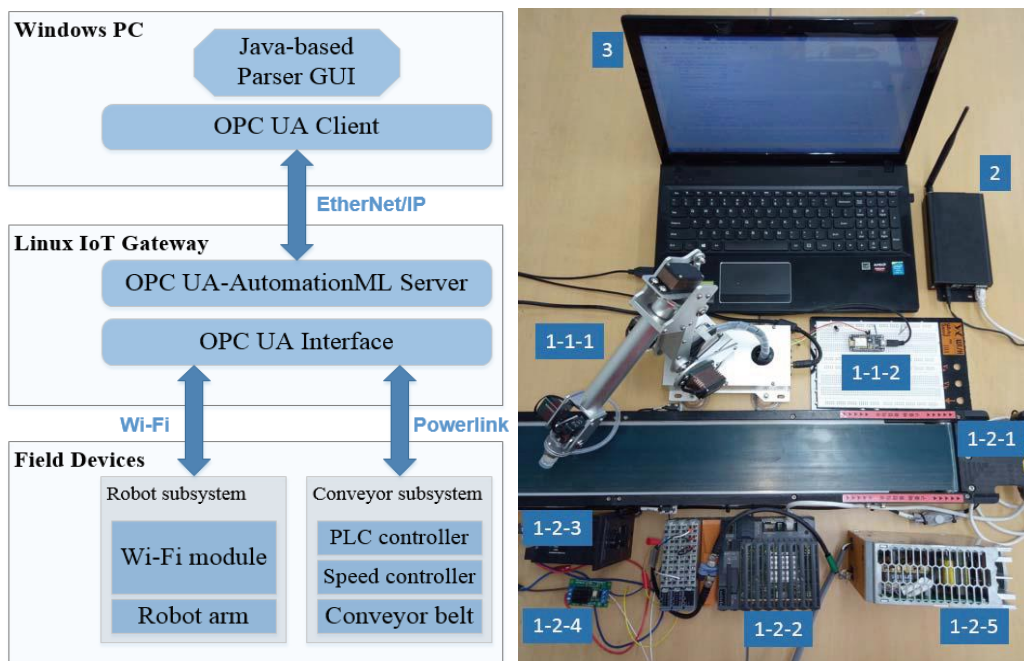 Windows PC
Java-based
Parser GUI
OPC UA Client
EtherNet/IP
Linux IoT Gateway
OPC UA-AutomationML Server
OPC UA Interface
Wi-Fi
Powerlink
Field Devices
Robot subsystem
Wi-Fi module
Robot arm
Conveyor subsystem
PLC controller
Speed controller
Conveyor belt
3
2
1-1-1
1-1-2
1-2-1
1-2-3
1-2-4
1-2-2
1-2-5